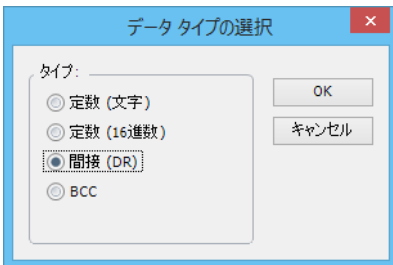 データ タイプの選択
タイプ:
定数 (文字)
定数 (16進数)
間接 (DR)
BCC
OK
キャンセル